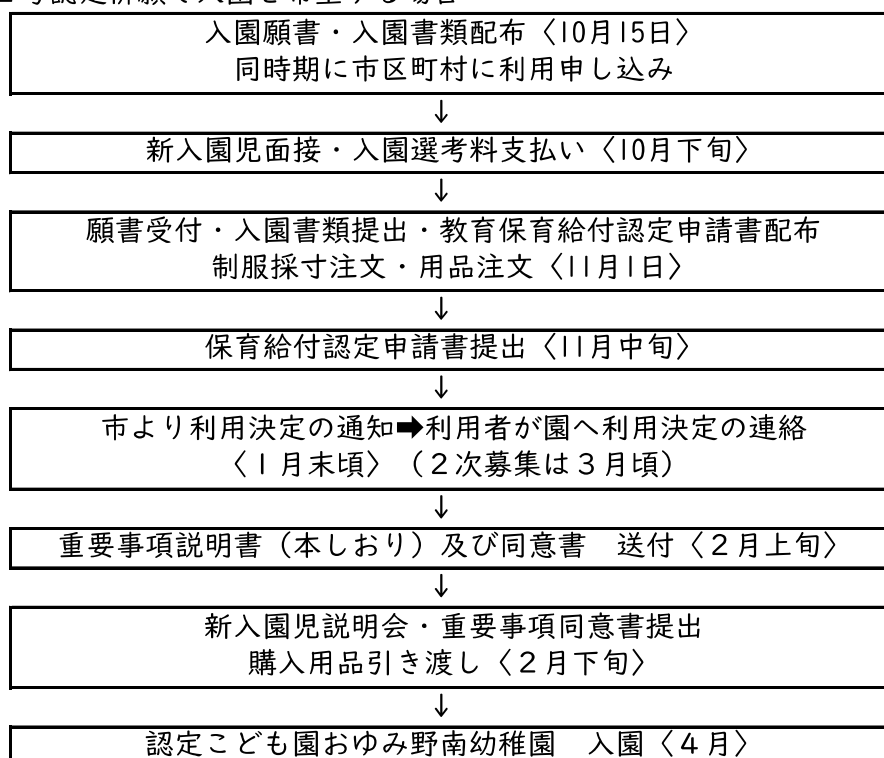 入園願書・入園書類配布〈10月15日〉
同時期に市区町村に利用申し込み
↓
新入園児面接・入園選考料支払い〈10月下旬〉
↓
願書受付・入園書類提出・教育保育給付認定申請書配布
制服採寸注文・用品注文〈11月1日〉
↓
保育給付認定申請書提出〈11月中旬〉
↓
市より利用決定の通知➡利用者が園へ利用決定の連絡
〈1月末頃〉（2次募集は3月頃）
↓
重要事項説明書（本しおり）及び同意書　送付〈2月上旬〉
↓
新入園児説明会・重要事項同意書提出
購入用品引き渡し〈2月下旬〉
↓
認定こども園おゆみ野南幼稚園　入園〈4月〉